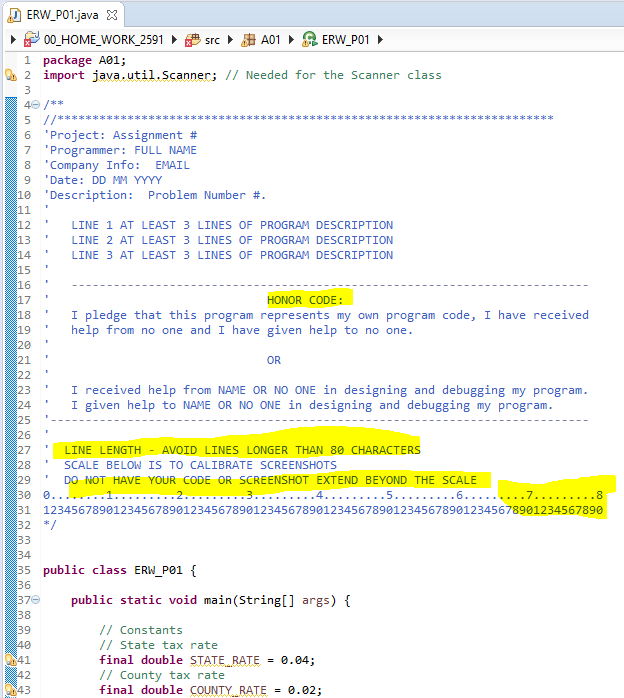 ERW_P01.java
00_HOME_WORK_2591 src A01 ERW_P01
1 package A01;
2 import java.util.Scanner; // Needed for the Scanner class
3
4 /**
5 //***********************************************************************
6 'Project: Assignment #
7 'Programmer: FULL NAME
8 'Company Info:  EMAIL
9 'Date: DD MM YYYY
10 'Description:  Problem Number #.
11 '
12 '   LINE 1 AT LEAST 3 LINES OF PROGRAM DESCRIPTION
13 '   LINE 2 AT LEAST 3 LINES OF PROGRAM DESCRIPTION
14 '   LINE 3 AT LEAST 3 LINES OF PROGRAM DESCRIPTION
15 '
16 '   --------------------------------------------------------------------------
17 '                               HONOR CODE:
18 '   I pledge that this program represents my own program code, I have received
19 '   help from no one and I have given help to no one.
20 '
21 '                               OR
22 '
23 '   I received help from NAME OR NO ONE in designing and debugging my program.
24 '   I given help to NAME OR NO ONE in designing and debugging my program.
25 '-----------------------------------------------------------------------------
26 '
27 '  LINE LENGTH - AVOID LINES LONGER THAN 80 CHARACTERS
28 '  SCALE BELOW IS TO CALIBRATE SCREENSHOTS
29 '  DO NOT HAVE YOUR CODE OR SCREENSHOT EXTEND BEYOND THE SCALE
30 0........1.........2.........3.........4.........5.........6.........7.........8
31 12345678901234567890123456789012345678901234567890123456789012345678901234567890
32 */
33
34
35 public class ERW_P01 {
36
37     public static void main(String[] args) {
38
39         // Constants
40         // State tax rate
41         final double STATE_RATE = 0.04;
42         // County tax rate
43         final double COUNTY_RATE = 0.02;